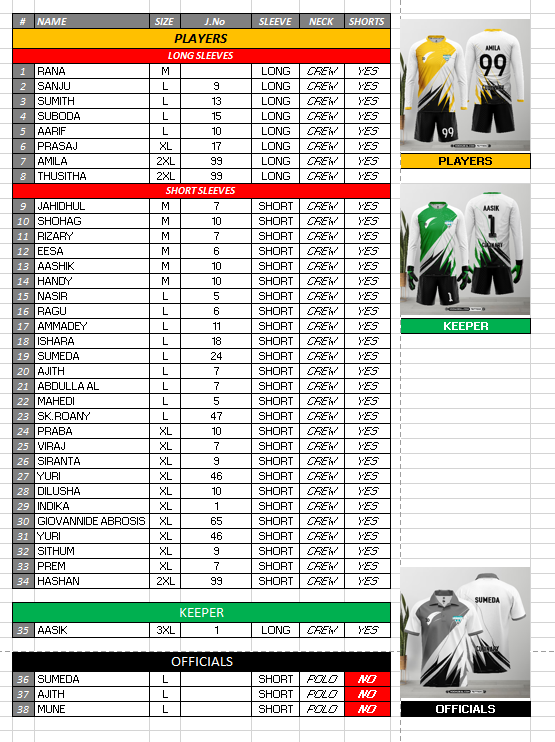 # NAME SIZE J.No SLEEVE NECK SHORTS
PLAYERS
LONG SLEEVES
1 RANA M LONG CREW YES
2 SANJU L 9 LONG CREW YES
3 SUMITH L 13 LONG CREW YES
4 SUBODA L 15 LONG CREW YES
5 AARIF L 10 LONG CREW YES
6 PRASAJ XL 17 LONG CREW YES
7 AMILA 2XL 99 LONG CREW YES
8 THUSITHA 2XL 99 LONG CREW YES
SHORT SLEEVES
9 JAHIDHUL M 7 SHORT CREW YES
10 SHOHAG M 10 SHORT CREW YES
11 RIZARY M 7 SHORT CREW YES
12 EESA M 6 SHORT CREW YES
13 AASHIK M 10 SHORT CREW YES
14 HANDY M 10 SHORT CREW YES
15 NASIR L 5 SHORT CREW YES
16 RAGU L 6 SHORT CREW YES
17 AMMADEY L 11 SHORT CREW YES
18 ISHARA L 18 SHORT CREW YES
19 SUMEDA L 24 SHORT CREW YES
20 AJITH L 7 SHORT CREW YES
21 ABDULLA AL L 7 SHORT CREW YES
22 MAHEDI L 5 SHORT CREW YES
23 SK.ROANY L 47 SHORT CREW YES
24 PRABA XL 10 SHORT CREW YES
25 VIRAJ XL 7 SHORT CREW YES
26 SIRANTA XL 9 SHORT CREW YES
27 YURI XL 46 SHORT CREW YES
28 DILUSHA XL 10 SHORT CREW YES
29 INDIKA XL 1 SHORT CREW YES
30 GIOVANNIDE ABROSIS XL 65 SHORT CREW YES
31 YURI XL 46 SHORT CREW YES
32 SITHUM XL 9 SHORT CREW YES
33 PREM XL 7 SHORT CREW YES
34 HASHAN 2XL 99 SHORT CREW YES
KEEPER
35 AASIK 3XL 1 LONG CREW YES
OFFICIALS
36 SUMEDA L SHORT POLO NO
37 AJITH L SHORT POLO NO
38 MUNE L SHORT POLO NO
AMILA
99
99
PLAYERS
AASIK
1
CULINARY
1
KEEPER
SUMEDA
CULINARY
OFFICIALS